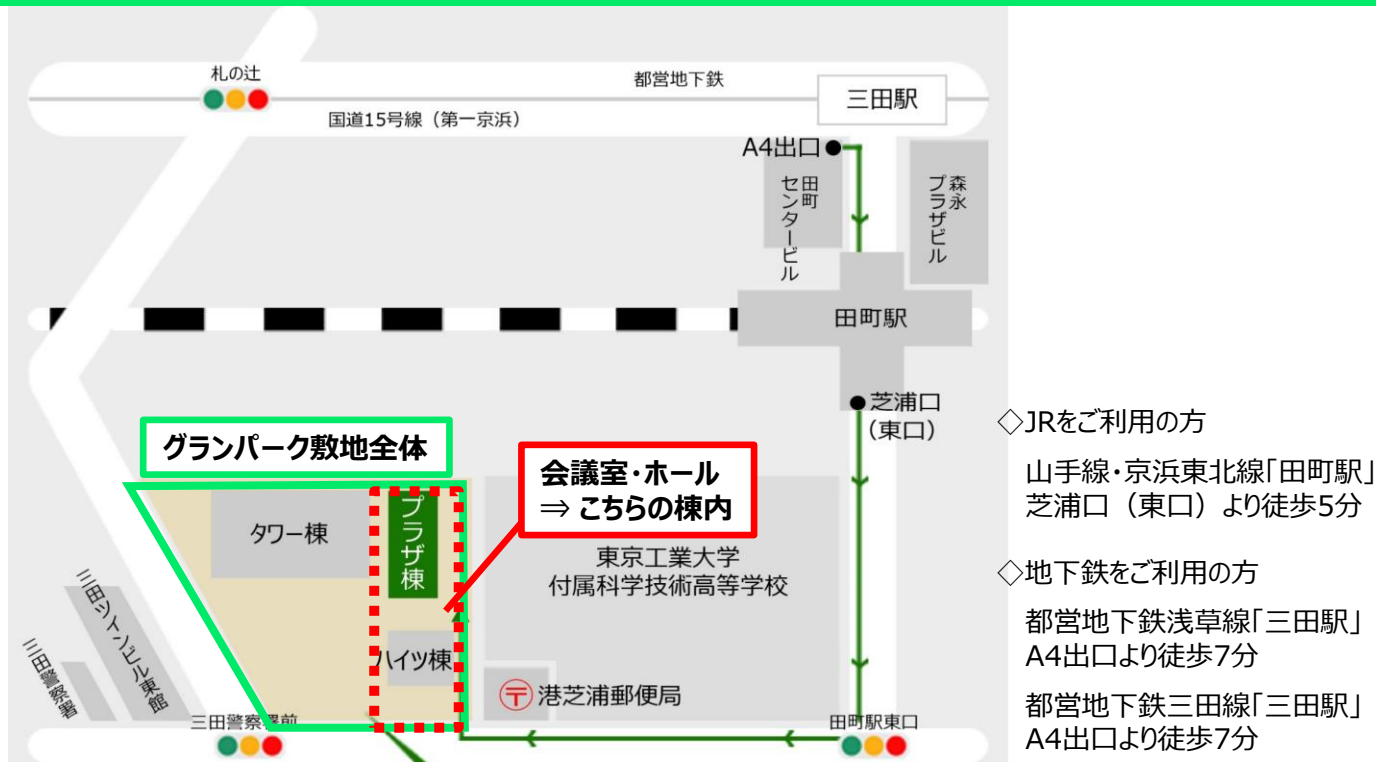 札の辻
都営地下鉄
三田駅
国道15号線（第一京浜）
A4出口
田町
センタービル
森永
プラザビル
田町駅
芝浦口
（東口）
グランパーク敷地全体
会議室・ホール
⇒ こちらの棟内
タワー棟
プラザ棟
東京工業大学
付属科学技術高等学校
ハイツ棟
三田ツインビル東館
三田警察署
〒港芝浦郵便局
三田警察署前
田町駅東口
◇JRをご利用の方
山手線・京浜東北線「田町駅」
芝浦口（東口）より徒歩5分
◇地下鉄をご利用の方
都営地下鉄浅草線「三田駅」
A4出口より徒歩7分
都営地下鉄三田線「三田駅」
A4出口より徒歩7分